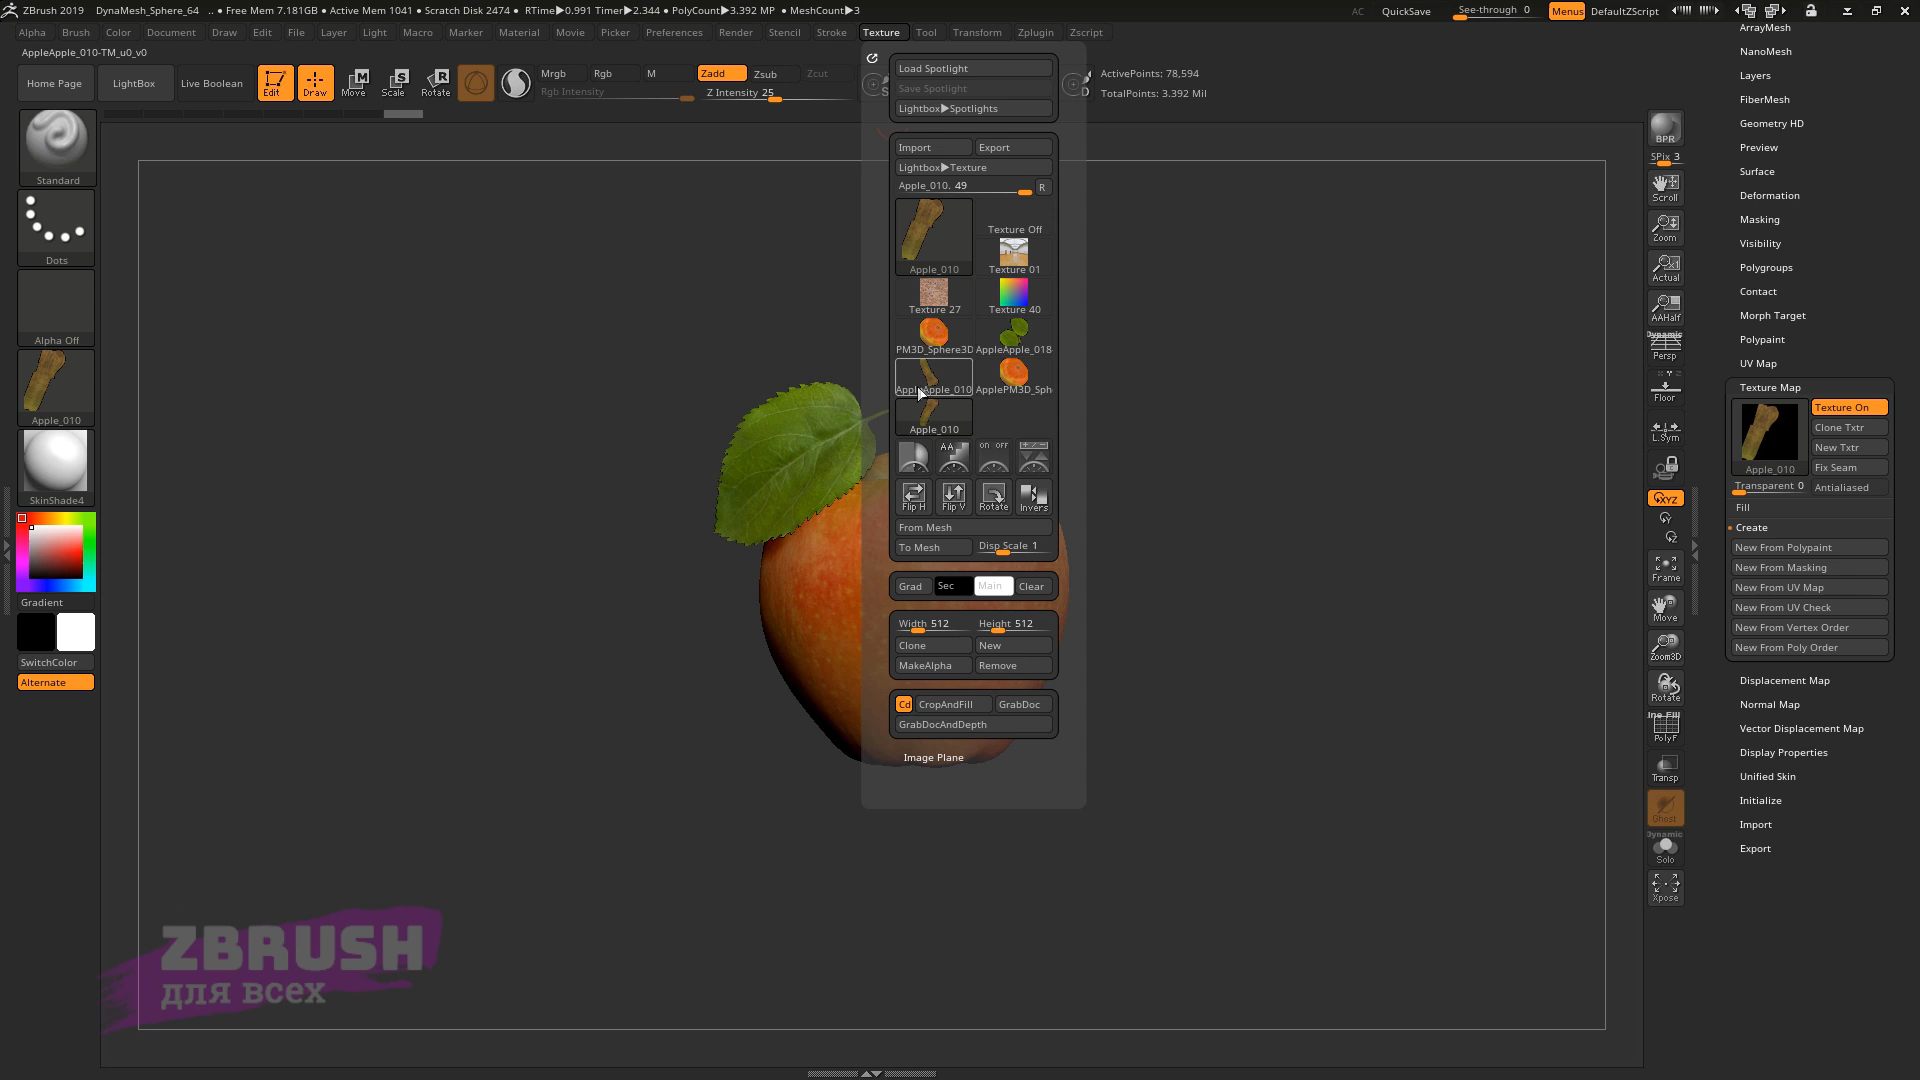 ZBrush 2019 DynaMesh_Sphere_64 .. ● Free Mem 7.181GB ● Active Mem 1041 ● Scratch Disk 2474 ● RTime▶0.991 Timer▶2.344 ● PolyCount▶3.392 MP ● MeshCount▶3
AC QuickSave See-through 0 Menus DefaultZScript
Alpha Brush Color Document Draw Edit File Layer Light Macro Marker Material Movie Picker Preferences Render Stencil Stroke Texture Tool Transform Zplugin Zscript
AppleApple_010-TM_u0_v0
Home Page LightBox Live Boolean Edit Draw Move Scale Rotate
Mrgb Rgb M Zadd Zsub Zcut
Rgb Intensity Z Intensity 25
ActivePoints: 78,594
TotalPoints: 3.392 Mil
Standard
Dots
Alpha Off
Apple_010
SkinShade4
Gradient
SwitchColor
Alternate
Load Spotlight
Save Spotlight
Lightbox▶Spotlights
Import Export
Lightbox▶Texture
Apple_010. 49 R
Texture Off
Apple_010 Texture 01
Texture 27 Texture 40
PM3D_Sphere3D AppleApple_018
AppleApple_010 ApplePM3D_Sph
Apple_010
AA on off
Flip H Flip V Rotate Invers
From Mesh
To Mesh Disp Scale 1
Grad Sec Main Clear
Width 512 Height 512
Clone New
MakeAlpha Remove
Cd CropAndFill GrabDoc
GrabDocAndDepth
Image Plane
BPR
SPix 3
Scroll
Zoom
Actual
AAHalf
Dynamic
Persp
Floor
L.Sym
XYZ
Frame
Move
Zoom3D
Rotate
Line Fill
PolyF
Transp
Ghost
Dynamic
Solo
Xpose
ArrayMesh
NanoMesh
Layers
FiberMesh
Geometry HD
Preview
Surface
Deformation
Masking
Visibility
Polygroups
Contact
Morph Target
Polypaint
UV Map
Texture Map
Texture On
Clone Txtr
New Txtr
Apple_010 Fix Seam
Transparent 0 Antialiased
Fill
Create
New From Polypaint
New From Masking
New From UV Map
New From UV Check
New From Vertex Order
New From Poly Order
Displacement Map
Normal Map
Vector Displacement Map
Display Properties
Unified Skin
Initialize
Import
Export
ZBRUSH
для всех